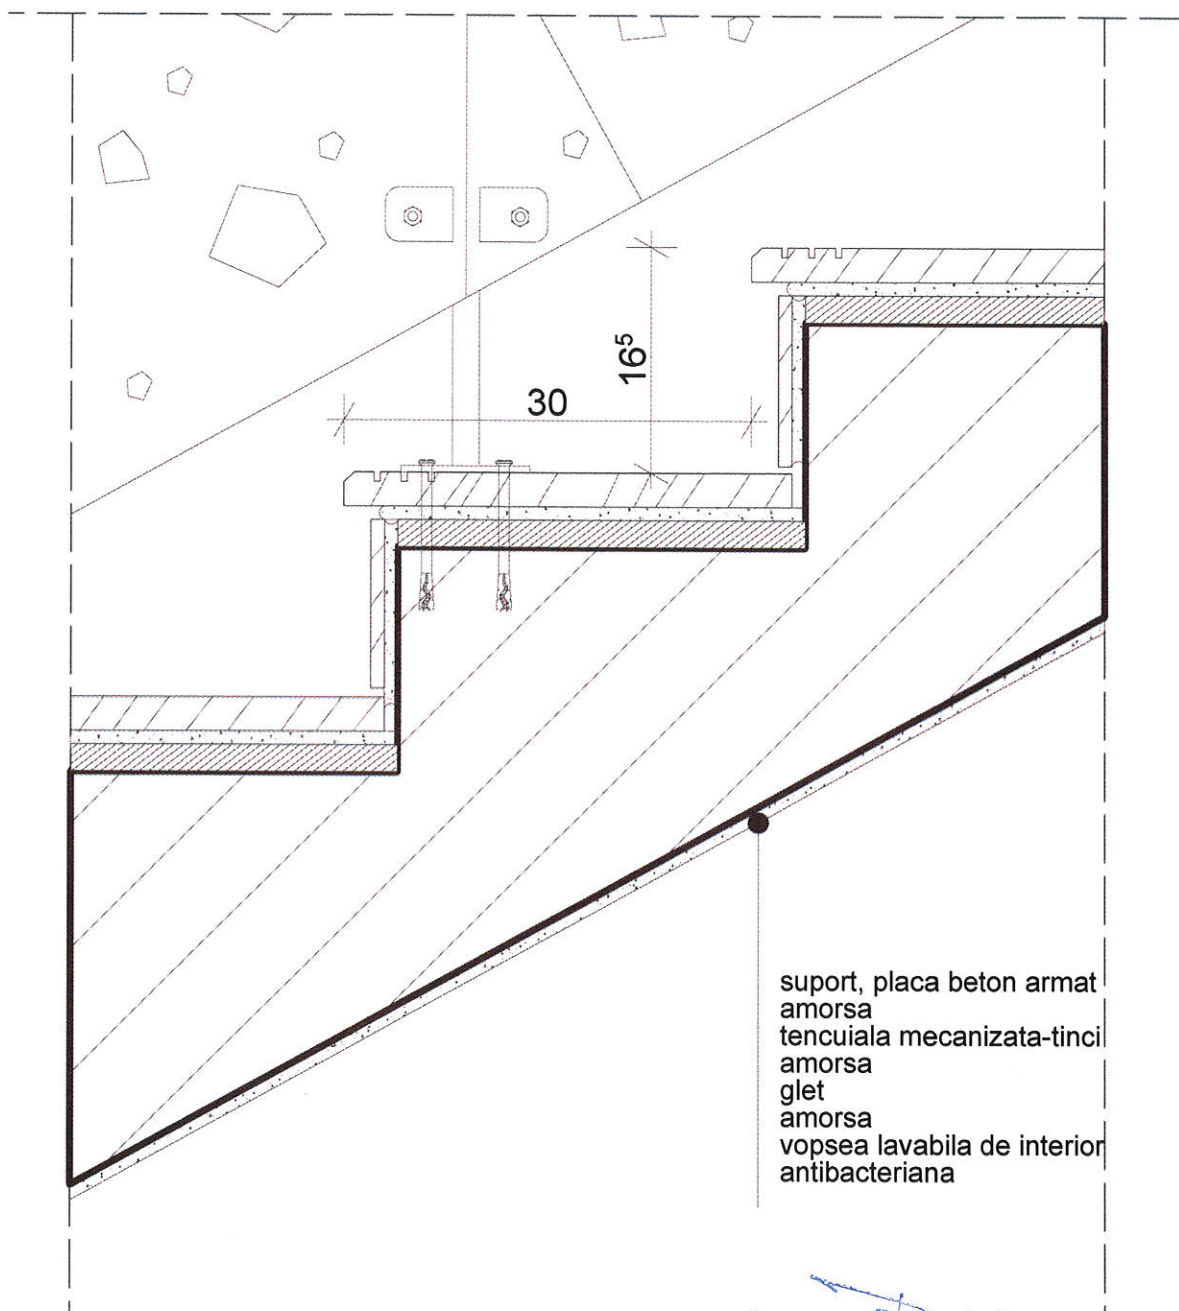 16⁵
30
suport, placa beton armat
amorsa
tencuiala mecanizata-tinci
amorsa
glet
amorsa
vopsea lavabila de interior
antibacteriana